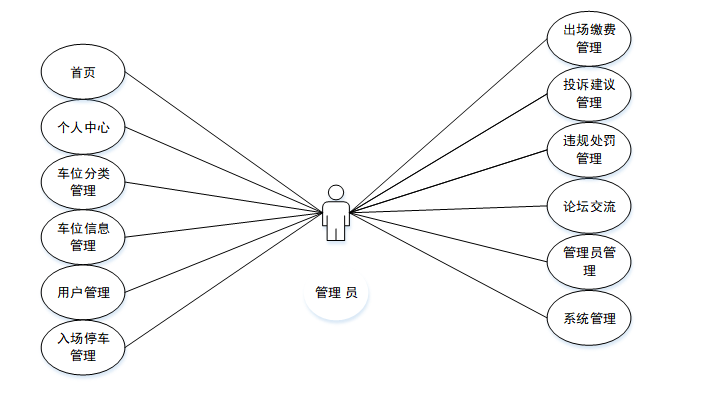 首页
个人中心
车位分类
管理
车位信息
管理
用户管理
入场停车
管理
管理 员
出场缴费
管理
投诉建议
管理
违规处罚
管理
论坛交流
管理员管
理
系统管理